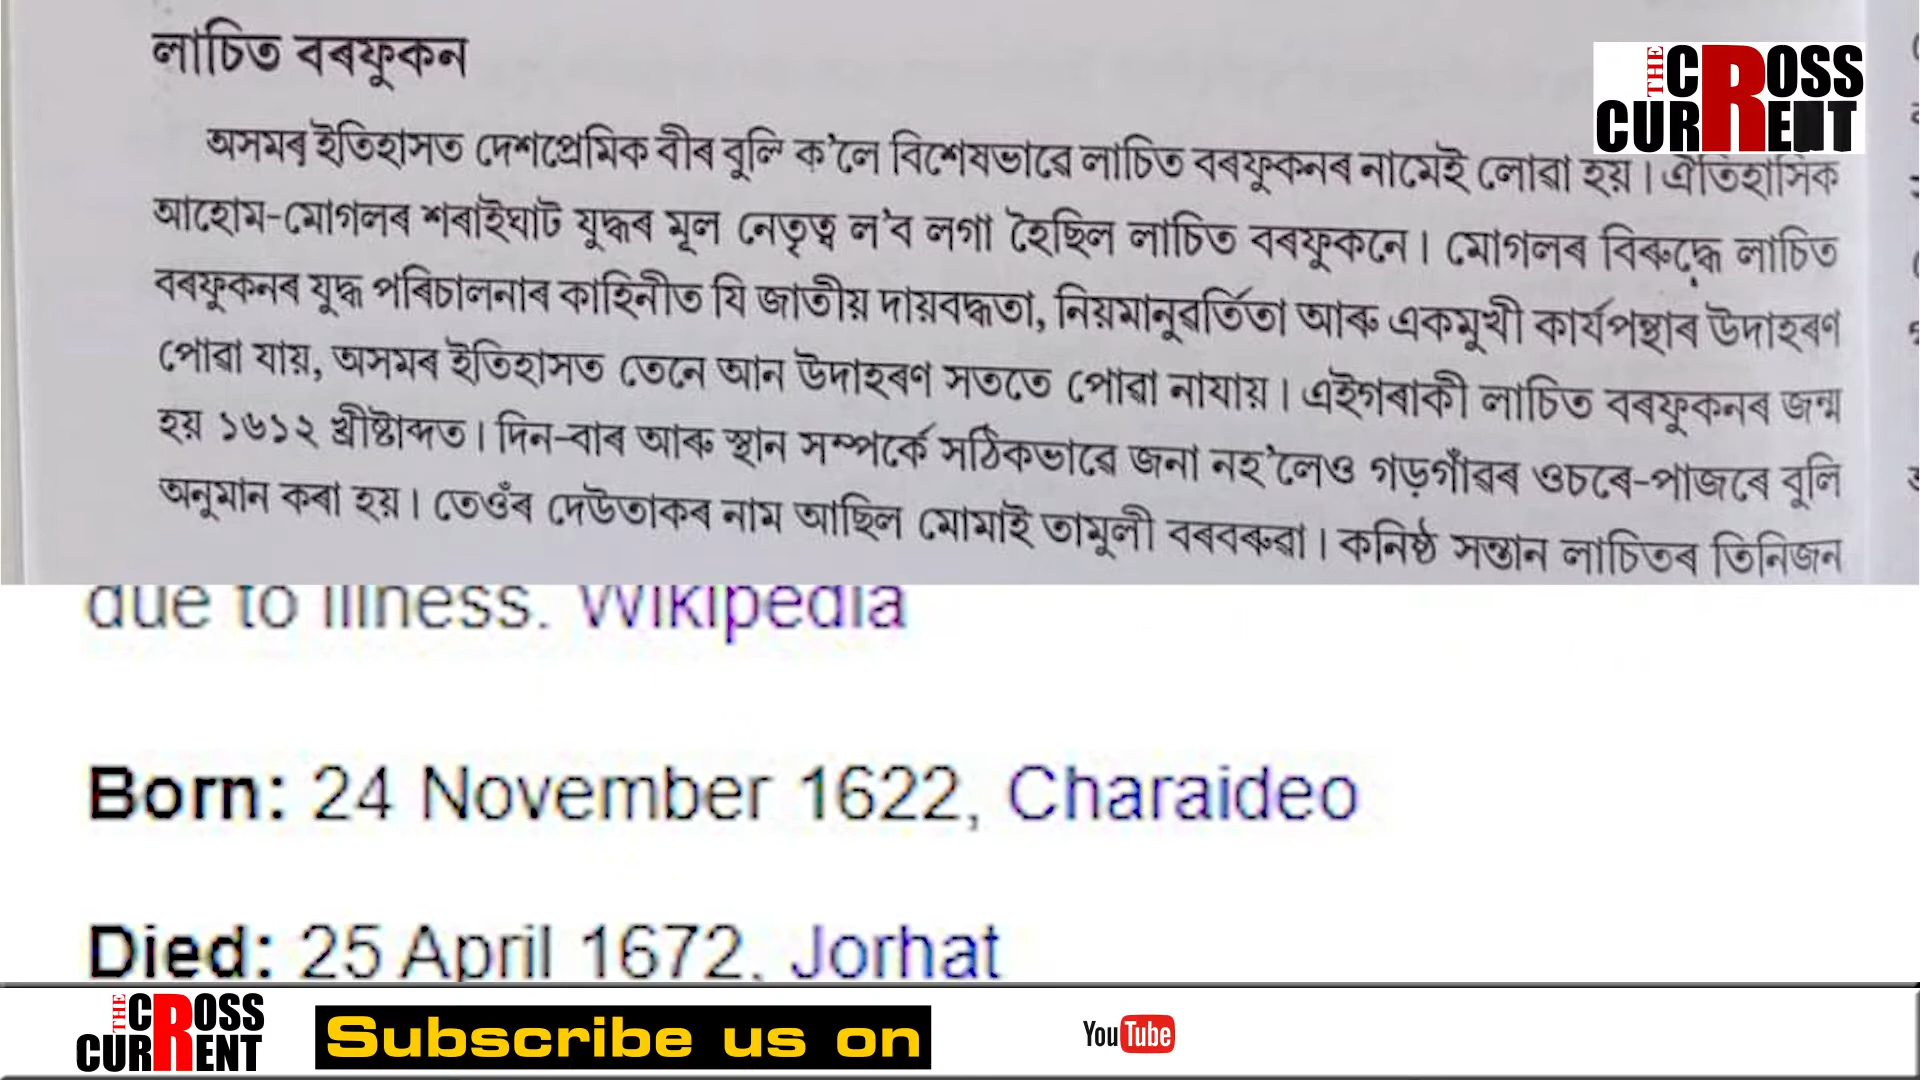 লাচিত বৰফুকন
THE CROSS CURRENT
অসমৰ ইতিহাসত দেশপ্ৰেমিক বীৰ বুলি ক'লে বিশেষভাৱে লাচিত বৰফুকনৰ নামেই লোৱা হয়। ঐতিহাসিক
আহোম-মোগলৰ শৰাইঘাট যুদ্ধৰ মূল নেতৃত্ব ল'ব লগা হৈছিল লাচিত বৰফুকনে। মোগলৰ বিৰুদ্ধে লাচিত
বৰফুকনৰ যুদ্ধ পৰিচালনাৰ কাহিনীত যি জাতীয় দায়বদ্ধতা, নিয়মানুৱৰ্তিতা আৰু একমুখী কাৰ্যপন্থাৰ উদাহৰণ
পোৱা যায়, অসমৰ ইতিহাসত তেনে আন উদাহৰণ সততে পোৱা নাযায়। এইগৰাকী লাচিত বৰফুকনৰ জন্ম
হয় ১৬১২ খ্ৰীষ্টাব্দত। দিন-বাৰ আৰু স্থান সম্পৰ্কে সঠিকভাৱে জনা নহ'লেও গড়গাঁৱৰ ওচৰে-পাজৰে বুলি
অনুমান কৰা হয়। তেওঁৰ দেউতাকৰ নাম আছিল মোমাই তামুলী বৰবৰুৱা। কনিষ্ঠ সন্তান লাচিতৰ তিনিজন
due to illness. Wikipedia
Born: 24 November 1622, Charaideo
Died: 25 April 1672, Jorhat
THE CROSS CURRENT
Subscribe us on
YouTube